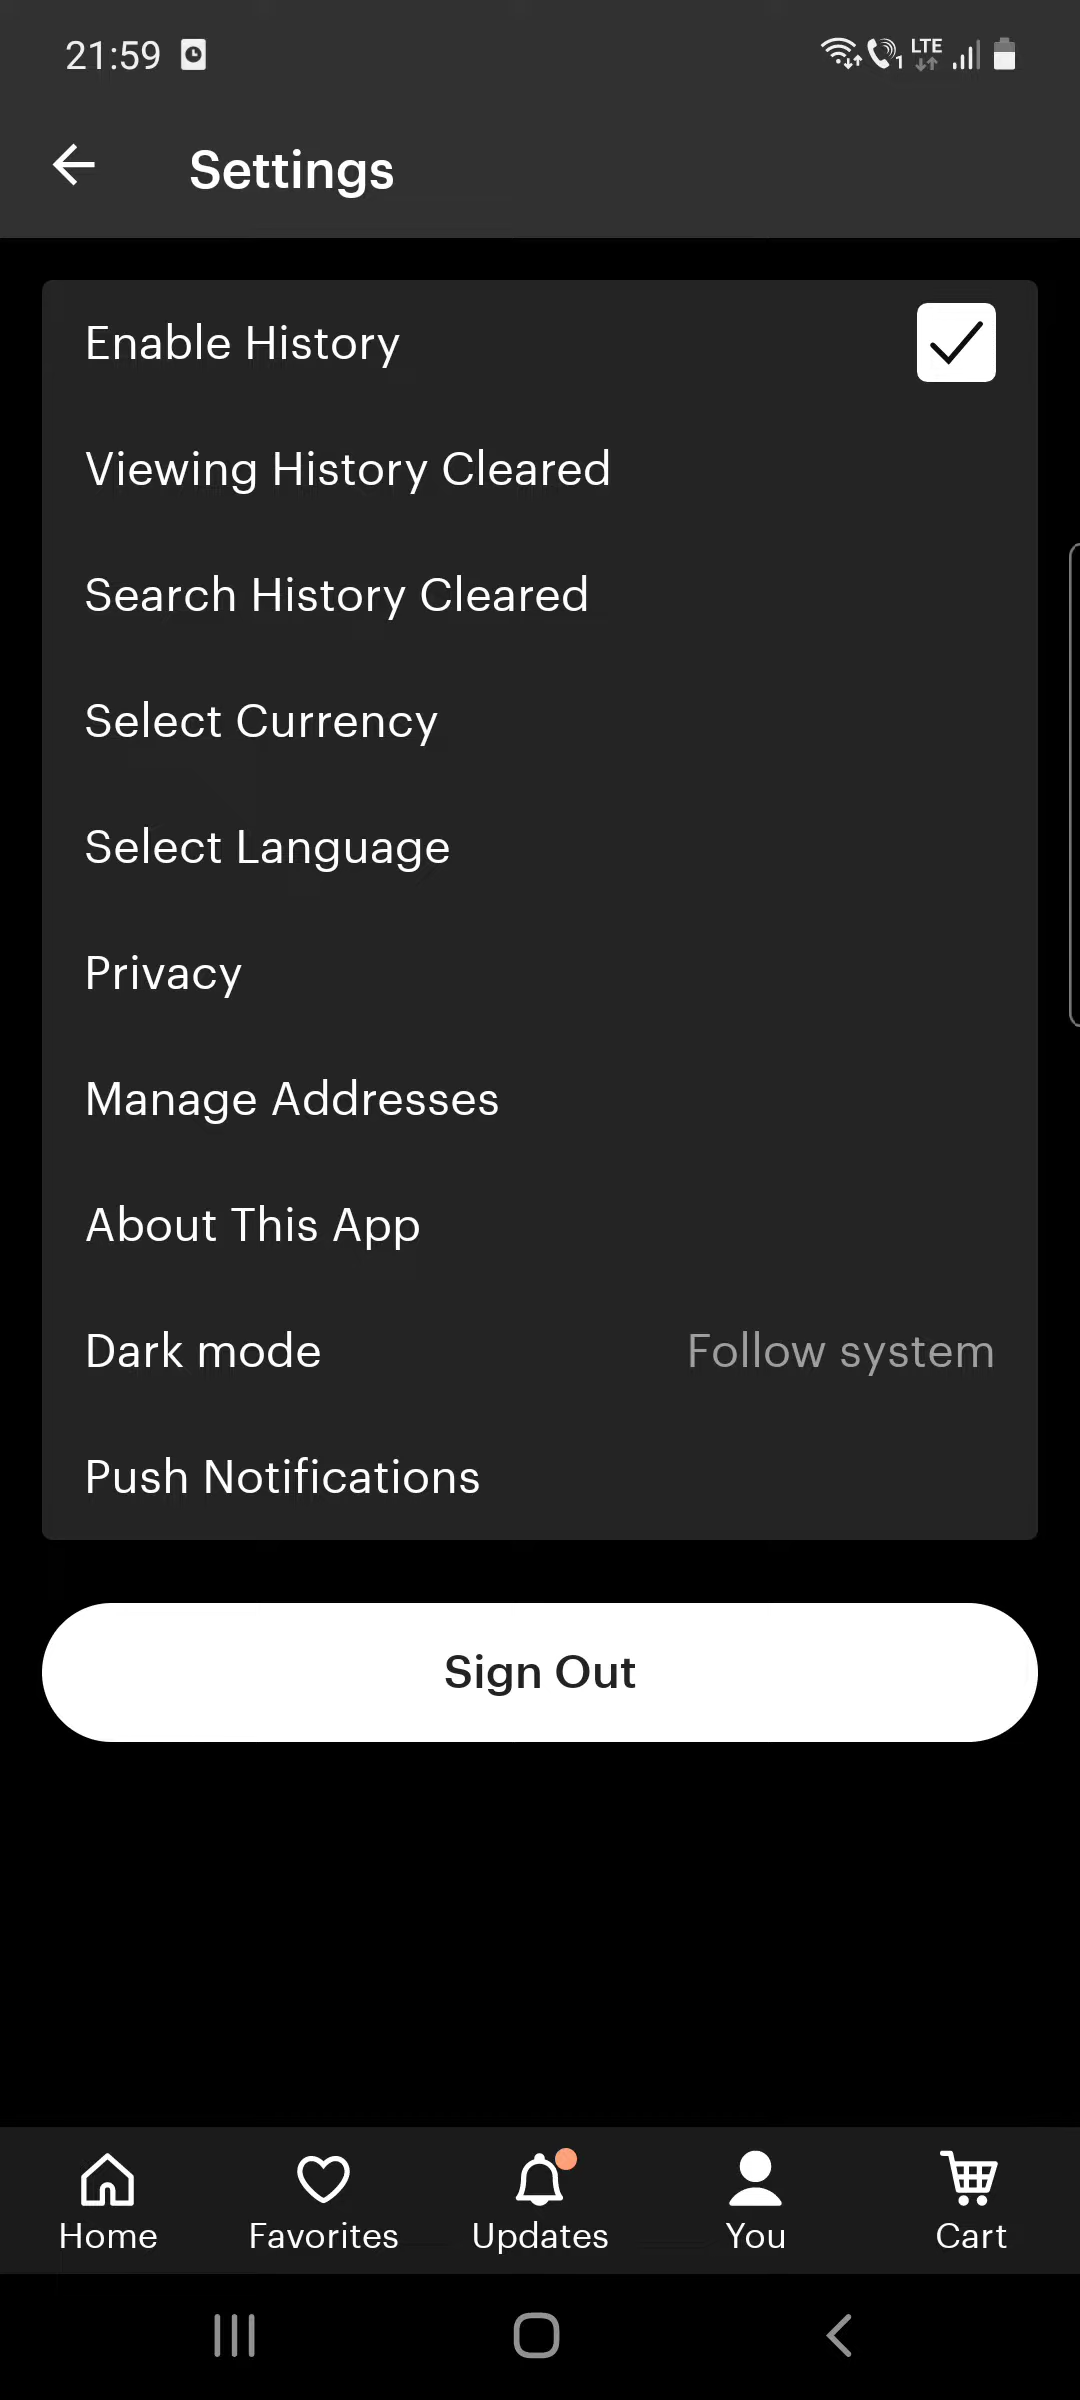 21:59
LTE
1
Settings
Enable History
Viewing History Cleared
Search History Cleared
Select Currency
Select Language
Privacy
Manage Addresses
About This App
Dark mode Follow system
Push Notifications
Sign Out
Home Favorites Updates You Cart